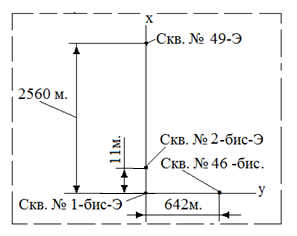 x
Скв. № 49-Э
2560 м.
Скв. № 2-бис-Э
11м.
Скв. № 46 -бис.
y
Скв. № 1-бис-Э
642м.